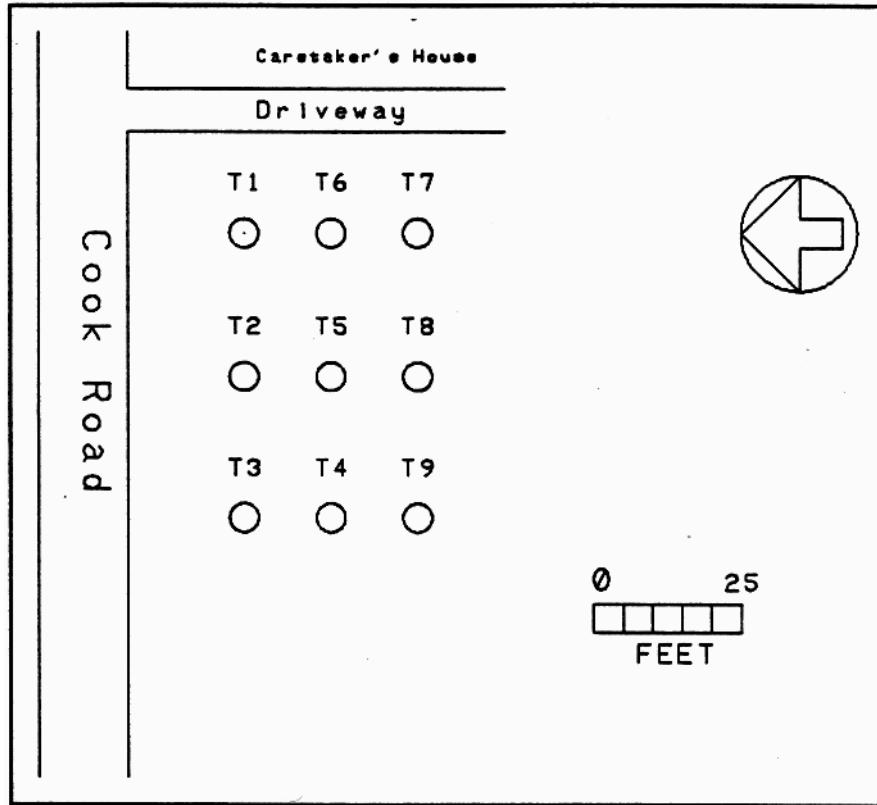 Caretaker's House
Driveway
T1 T6 T7
Cook Road
T2 T5 T8
T3 T4 T9
0 25
FEET